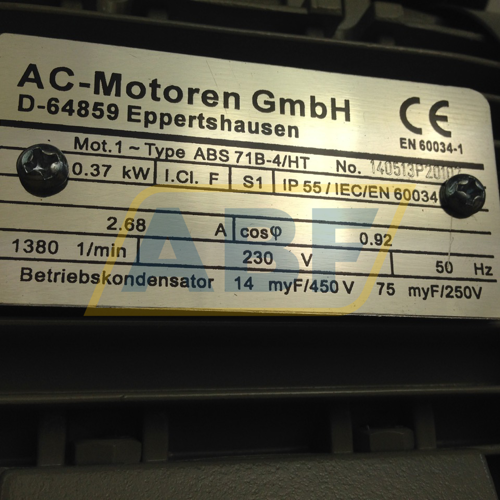 AC-Motoren GmbH
D-64859 Eppertshausen
CE
EN 60034-1
Mot.1 ~ Type ABS 71B-4/HT No.
0.37 kW I.Cl. F S1 IP 55 / IEC/EN 60034
2.68 A cosφ 0.92
1380 1/min 230 V 50 Hz
Betriebskondensator 14 myF/450 V 75 myF/250V
ABF